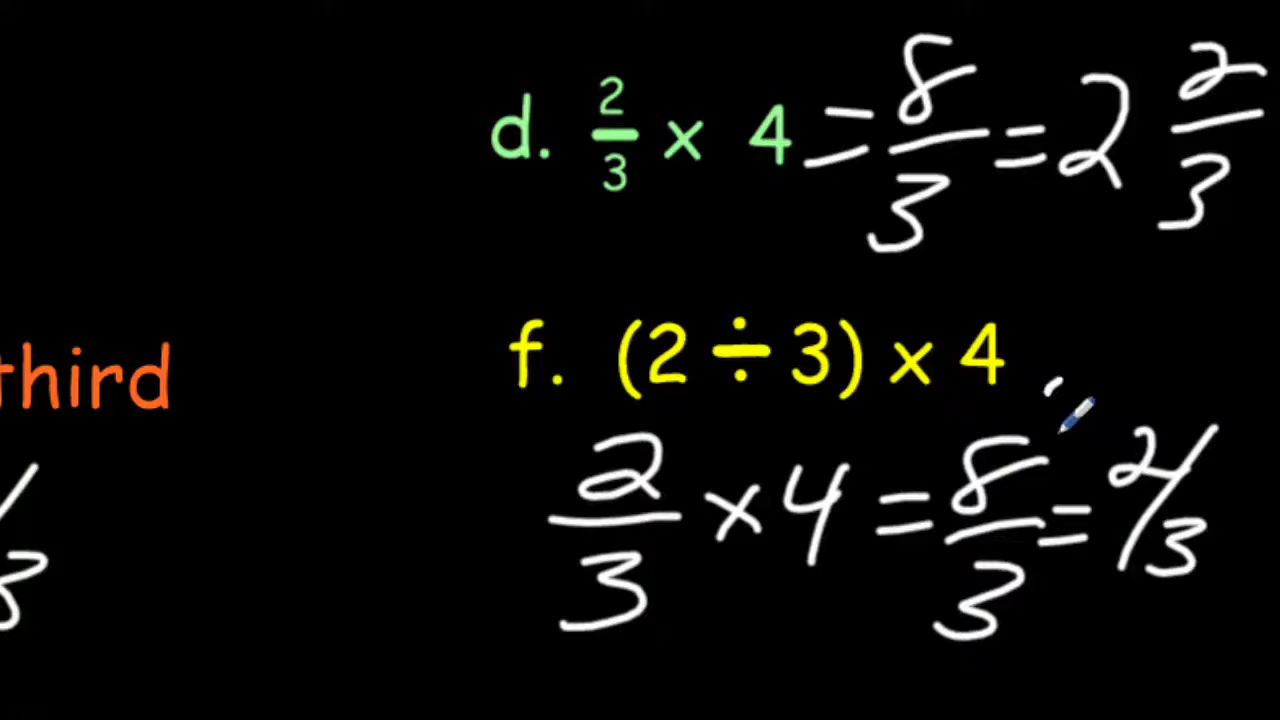 d. 2/3 x 4 = 8/3 = 2 2/3
third
f. (2 ÷ 3) x 4
2/3 x 4 = 8/3 = 2/3
/3